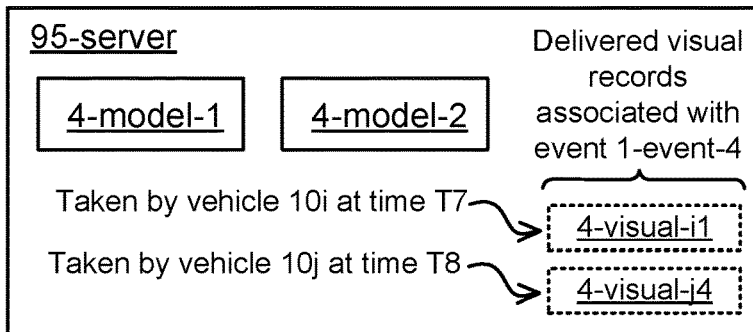 95-server
4-model-1
4-model-2
Delivered visual
records
associated with
event 1-event-4
Taken by vehicle 10i at time T7
4-visual-i1
Taken by vehicle 10j at time T8
4-visual-j4